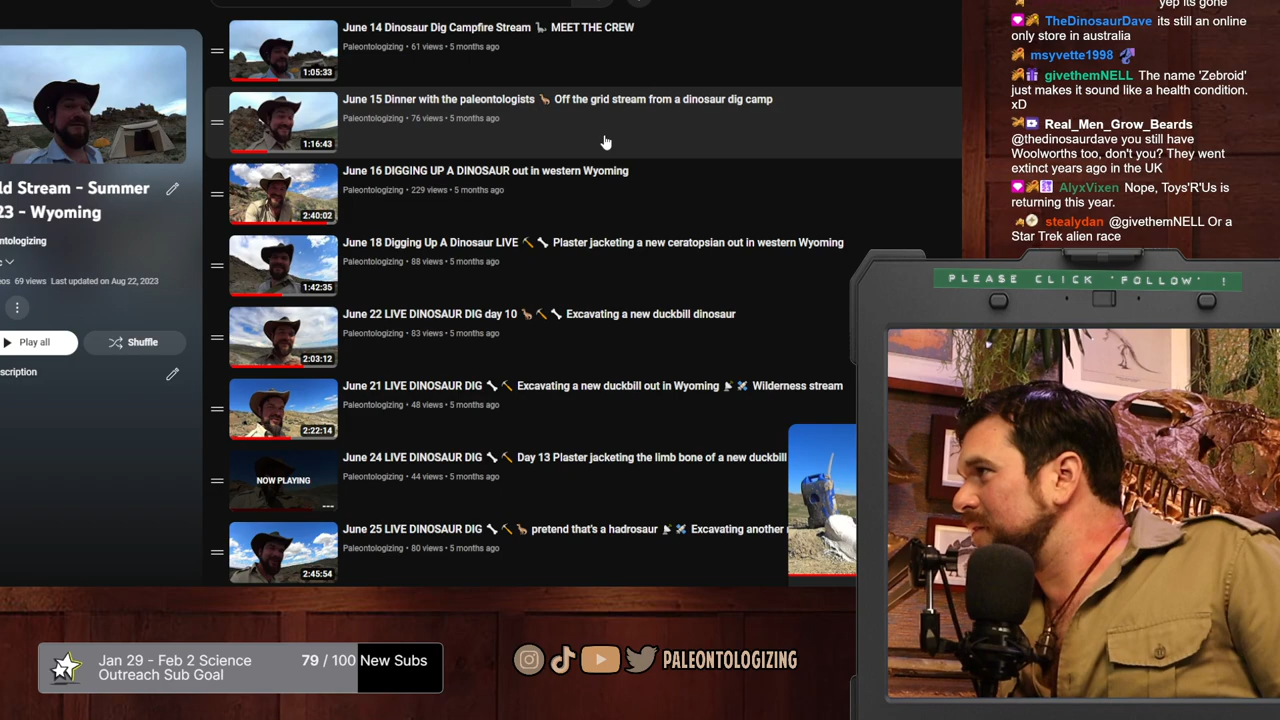 June 14 Dinosaur Dig Campfire Stream 🦕 MEET THE CREW
Paleontologizing • 61 views • 5 months ago
1:05:33
June 15 Dinner with the paleontologists 🦕 Off the grid stream from a dinosaur dig camp
Paleontologizing • 76 views • 5 months ago
1:16:43
June 16 DIGGING UP A DINOSAUR out in western Wyoming
Paleontologizing • 229 views • 5 months ago
2:40:02
June 18 Digging Up A Dinosaur LIVE ⛏️ 🦴 Plaster jacketing a new ceratopsian out in western Wyoming
Paleontologizing • 88 views • 5 months ago
1:42:35
June 22 LIVE DINOSAUR DIG day 10 🦕 ⛏️ 🦴 Excavating a new duckbill dinosaur
Paleontologizing • 83 views • 5 months ago
2:03:12
June 21 LIVE DINOSAUR DIG 🦴 ⛏️ Excavating a new duckbill out in Wyoming 📡 🛰️ Wilderness stream
Paleontologizing • 48 views • 5 months ago
2:22:14
June 24 LIVE DINOSAUR DIG 🦴 ⛏️ Day 13 Plaster jacketing the limb bone of a new duckbill
Paleontologizing • 44 views • 5 months ago
NOW PLAYING
June 25 LIVE DINOSAUR DIG 🦴 ⛏️ 🦕 pretend that's a hadrosaur 📡 🛰️ Excavating another
Paleontologizing • 80 views • 5 months ago
2:45:54
ld Stream - Summer
23 - Wyoming
ntologizing
eos 69 views Last updated on Aug 22, 2023
Play all
Shuffle
scription
yep its gone
TheDinosaurDave its still an online
only store in australia
msyvette1998
givethemNELL The name 'Zebroid'
just makes it sound like a health condition.
xD
Real_Men_Grow_Beards
@thedinosaurdave you still have
Woolworths too, don't you? They went
extinct years ago in the UK
AlyxVixen Nope, Toys'R'Us is
returning this year.
stealydan @givethemNELL Or a
Star Trek alien race
PLEASE CLICK 'FOLLOW' !
Jan 29 - Feb 2 Science
Outreach Sub Goal
79 / 100 New Subs
PALEONTOLOGIZING